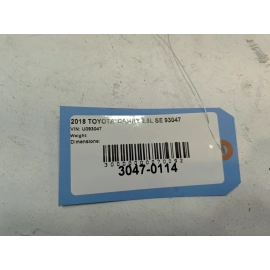 2018 TOYOTA CAMRY 2.5L SE 93047
VIN: U093047
Weight:
Dimensions:
3047-0114